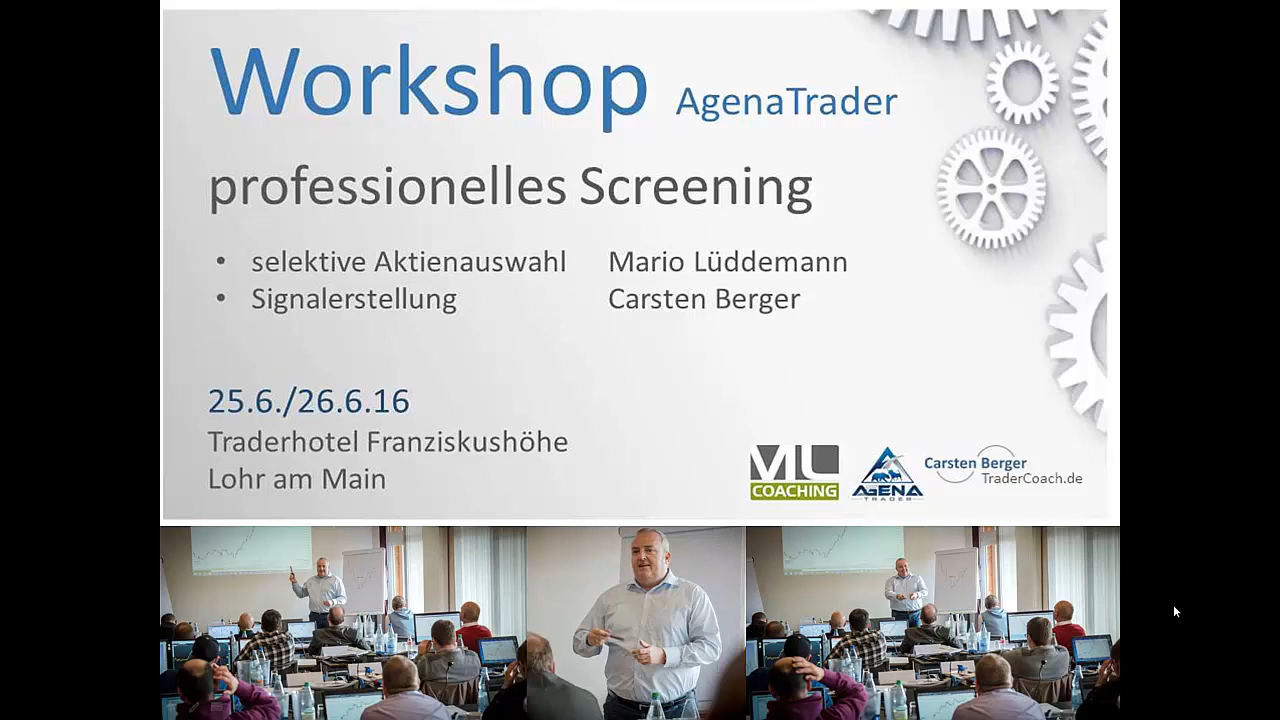 Workshop AgenaTrader
professionelles Screening
• selektive Aktienauswahl Mario Lüddemann
• Signalerstellung Carsten Berger
25.6./26.6.16
Traderhotel Franziskushöhe
Lohr am Main
ML
COACHING
AGENA
TRADER
Carsten Berger
TraderCoach.de